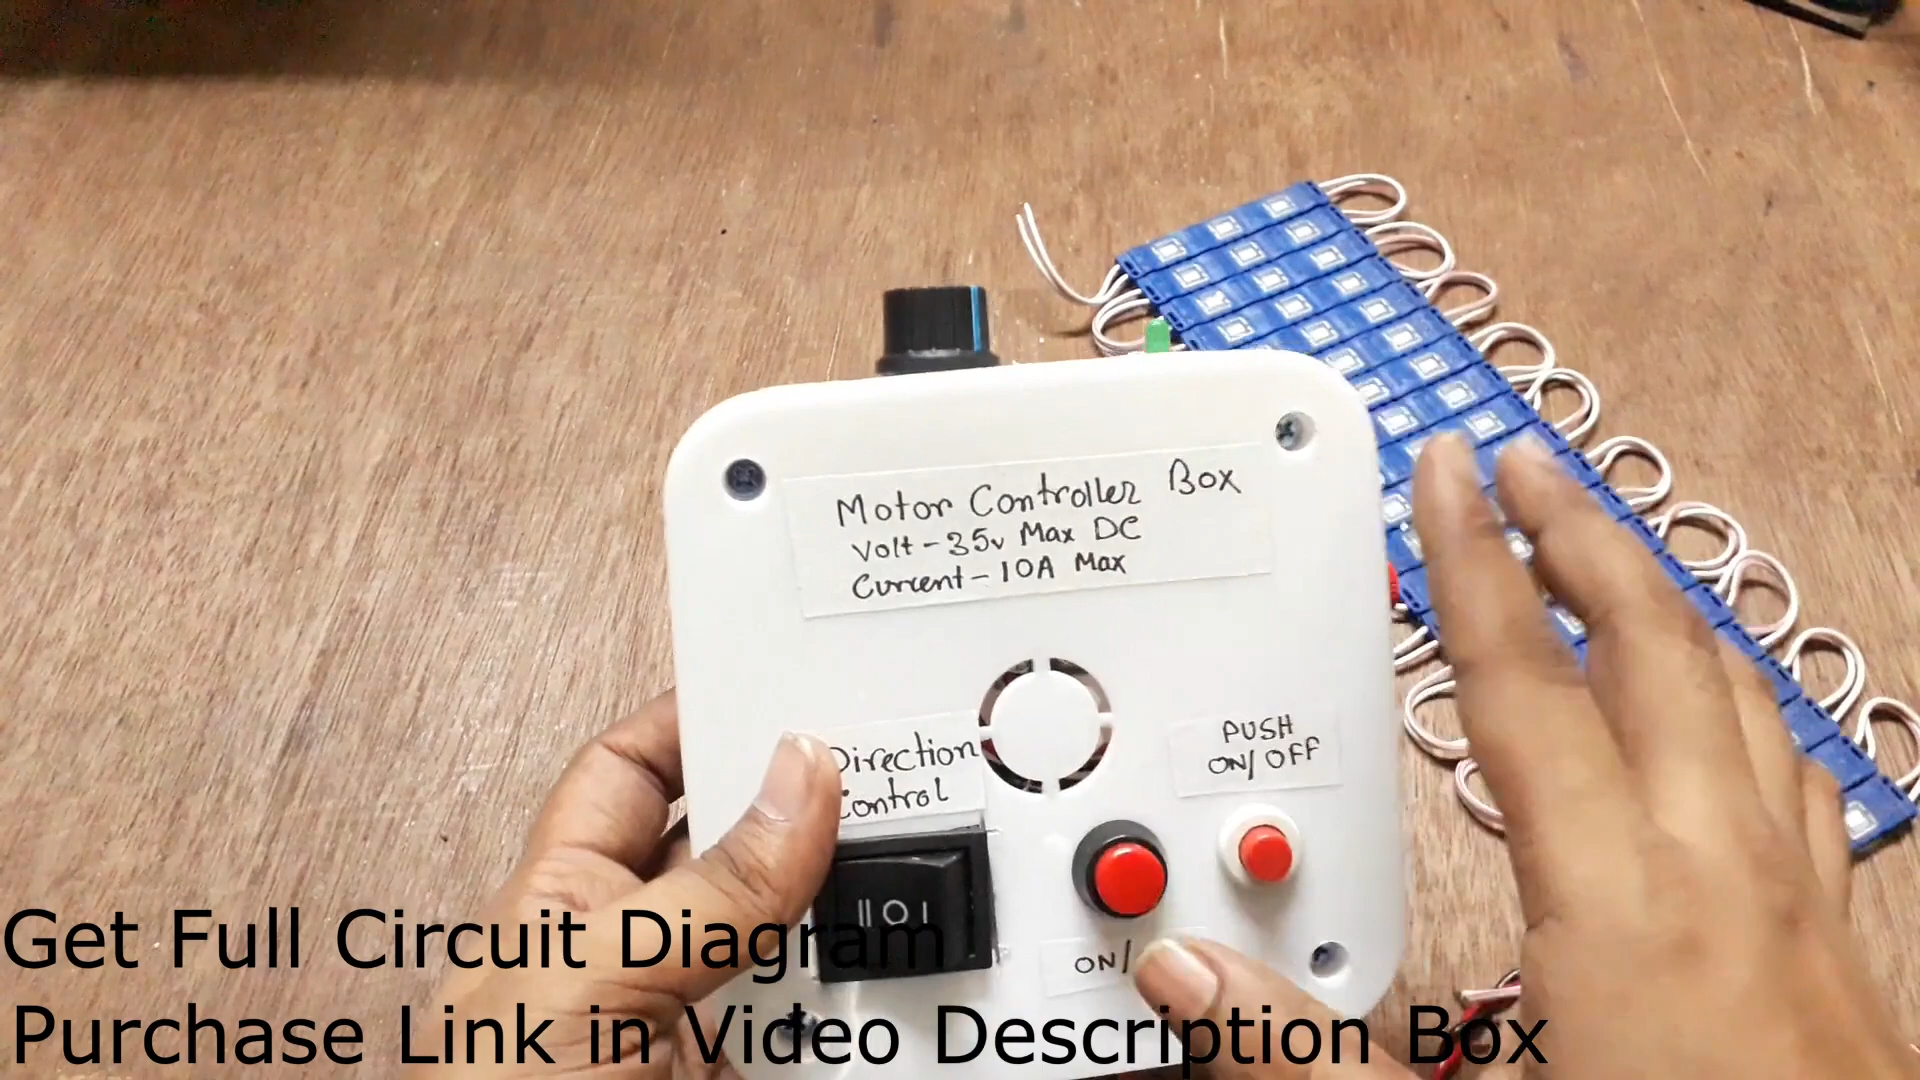 Motor Controller Box
Volt - 35v Max DC
Current - 10A Max
Direction
Control
PUSH
ON/OFF
II O I
ON/
Get Full Circuit Diagram
Purchase Link in Video Description Box